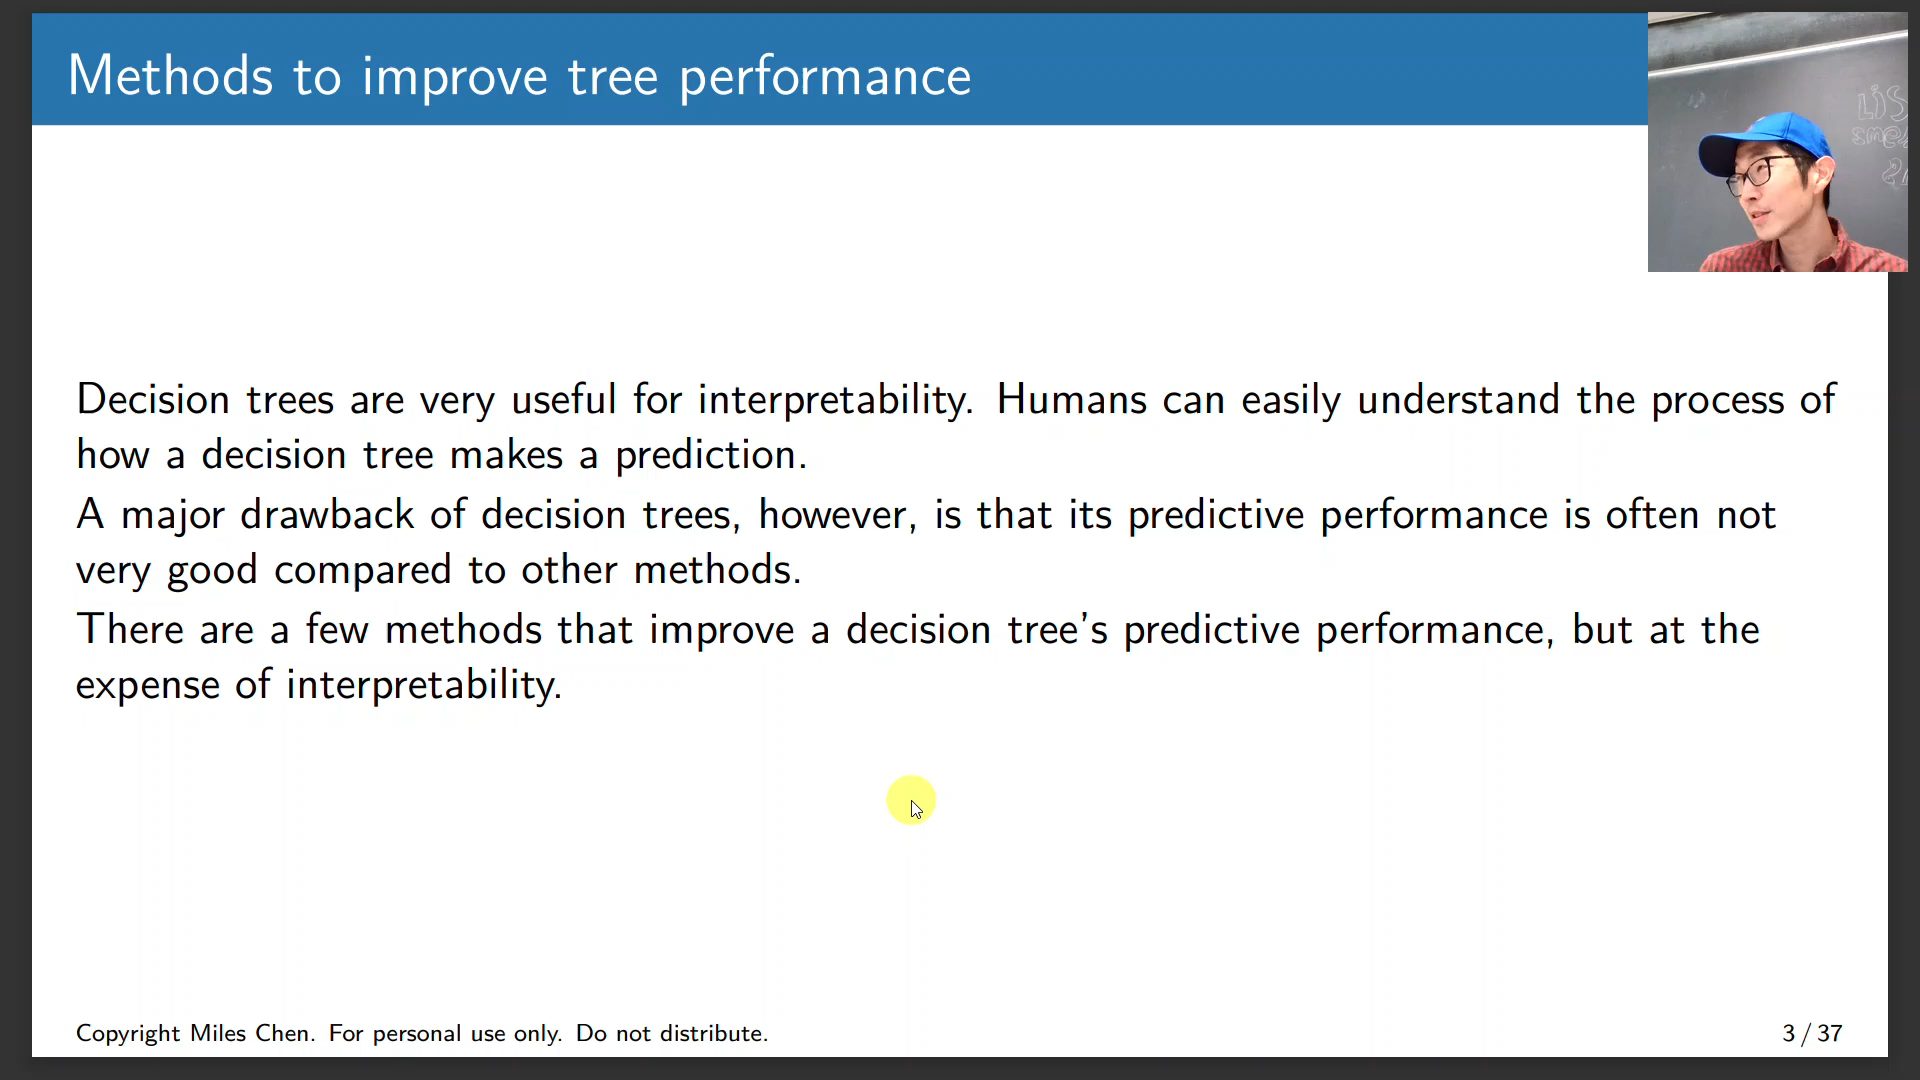 Methods to improve tree performance
Decision trees are very useful for interpretability. Humans can easily understand the process of
how a decision tree makes a prediction.
A major drawback of decision trees, however, is that its predictive performance is often not
very good compared to other methods.
There are a few methods that improve a decision tree's predictive performance, but at the
expense of interpretability.
Copyright Miles Chen. For personal use only. Do not distribute.
3 / 37